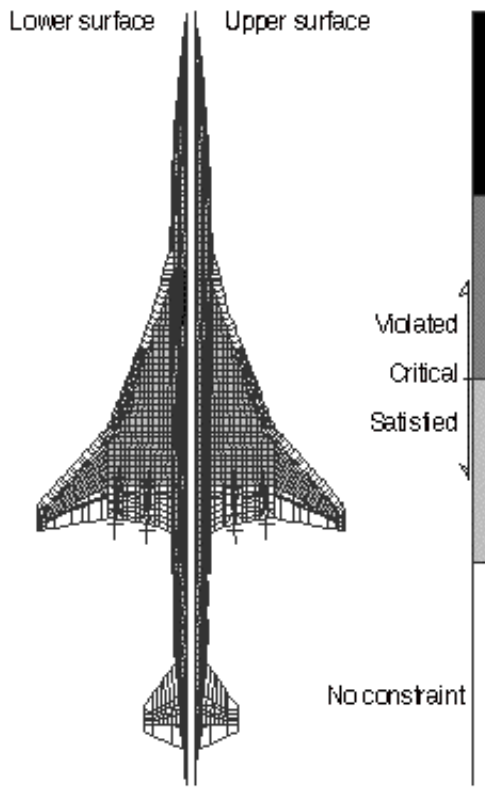 Lower surface
Upper surface
Violated
Critical
Satisfied
No constraint